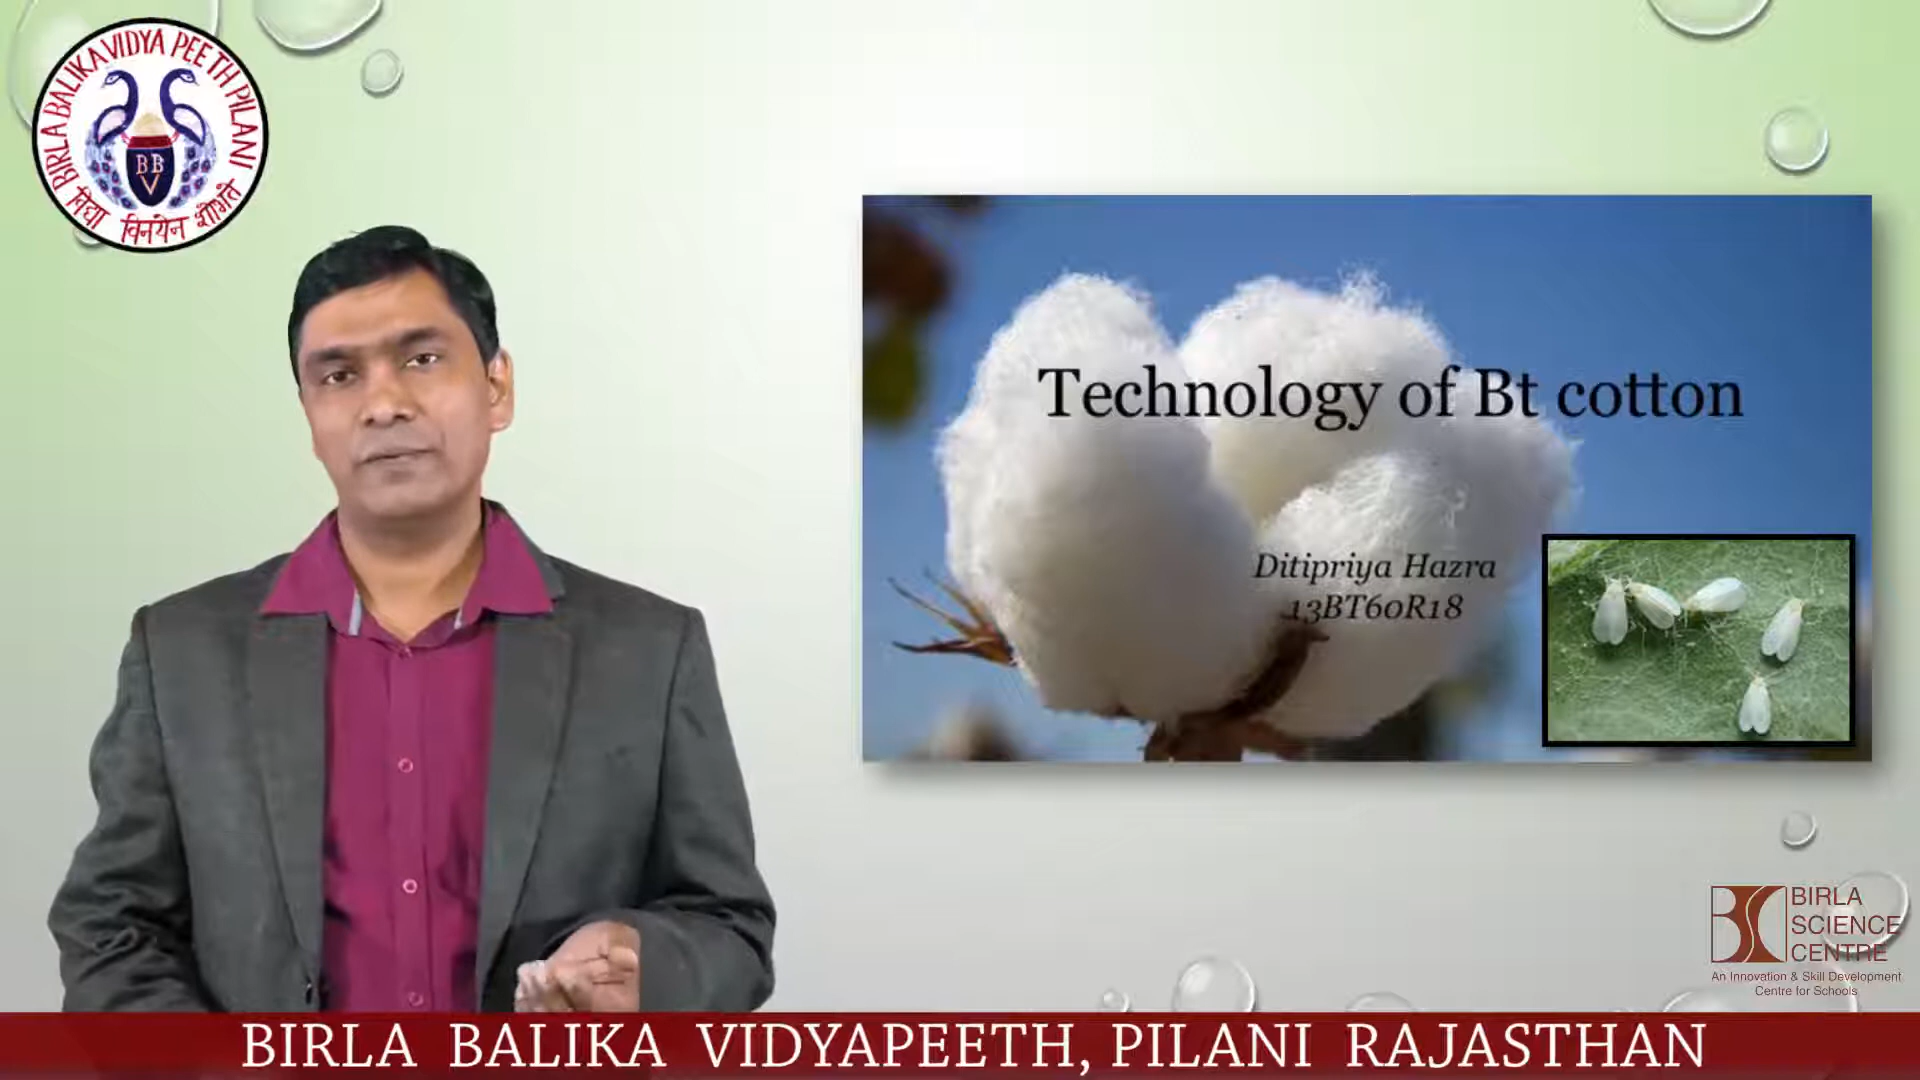 BIRLA BALIKA VIDYA PEETH PILANI
BB
V
विद्या विनयेन शोभते
Technology of Bt cotton
Ditipriya Hazra
13BT60R18
BIRLA
SCIENCE
CENTRE
An Innovation & Skill Development
Centre for Schools
BIRLA BALIKA VIDYAPEETH, PILANI RAJASTHAN